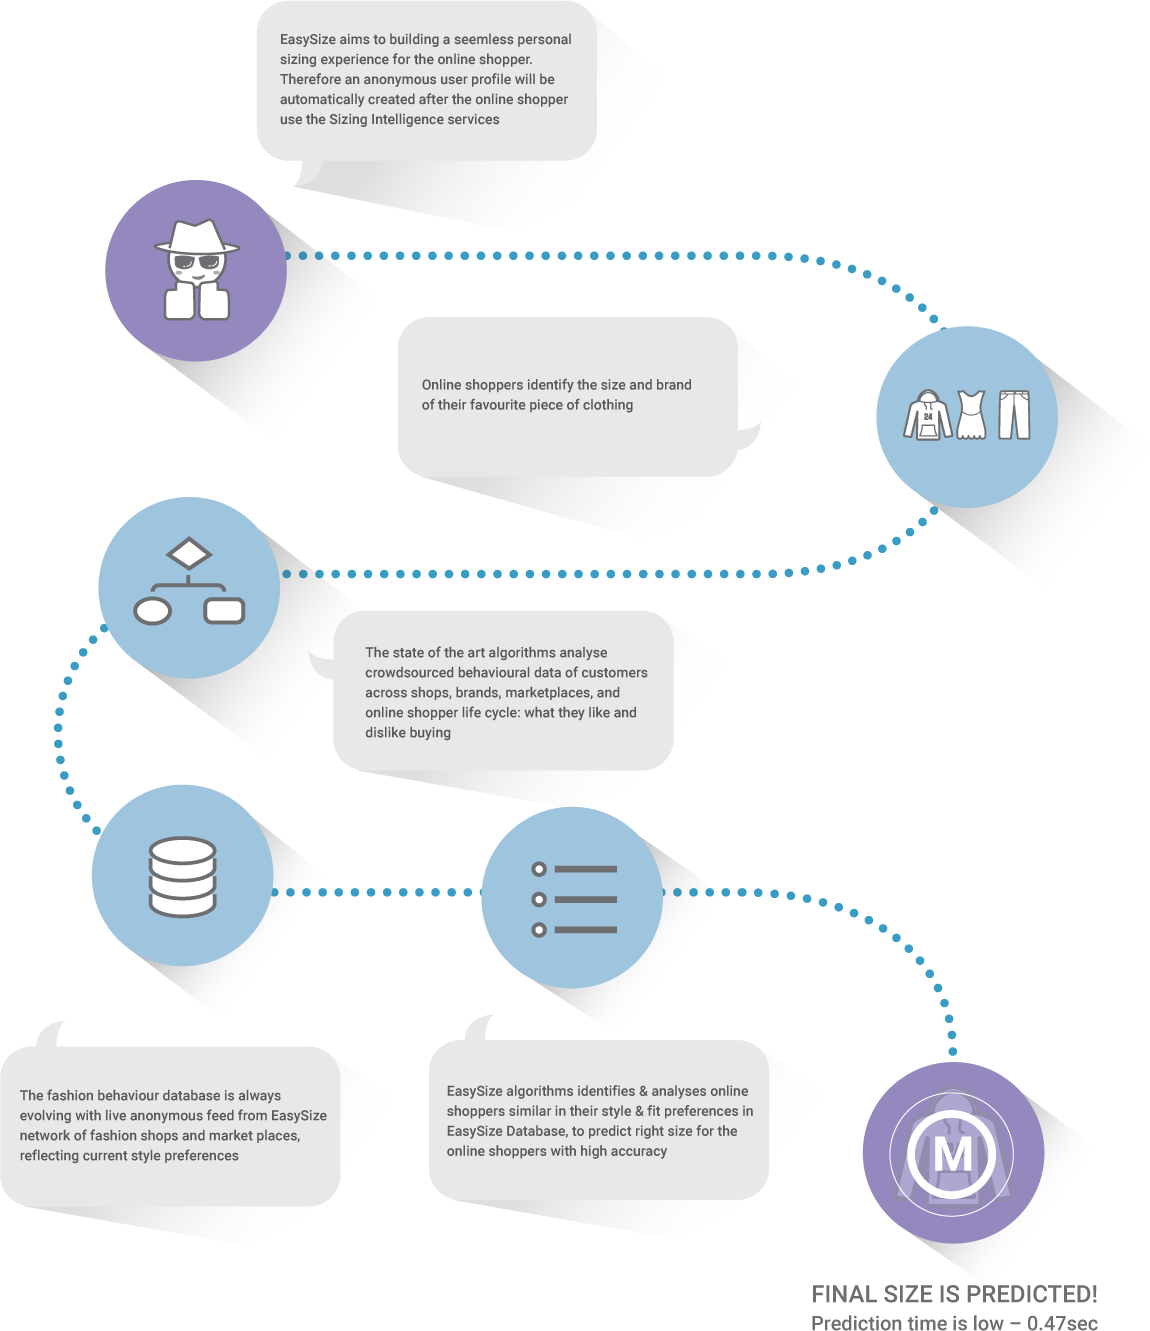 EasySize aims to building a seemless personal
sizing experience for the online shopper.
Therefore an anonymous user profile will be
automatically created after the online shopper
use the Sizing Intelligence services
Online shoppers identify the size and brand
of their favourite piece of clothing
24
The state of the art algorithms analyse
crowdsourced behavioural data of customers
across shops, brands, marketplaces, and
online shopper life cycle: what they like and
dislike buying
The fashion behaviour database is always
evolving with live anonymous feed from EasySize
network of fashion shops and market places,
reflecting current style preferences
EasySize algorithms identifies & analyses online
shoppers similar in their style & fit preferences in
EasySize Database, to predict right size for the
online shoppers with high accuracy
M
FINAL SIZE IS PREDICTED!
Prediction time is low – 0.47sec